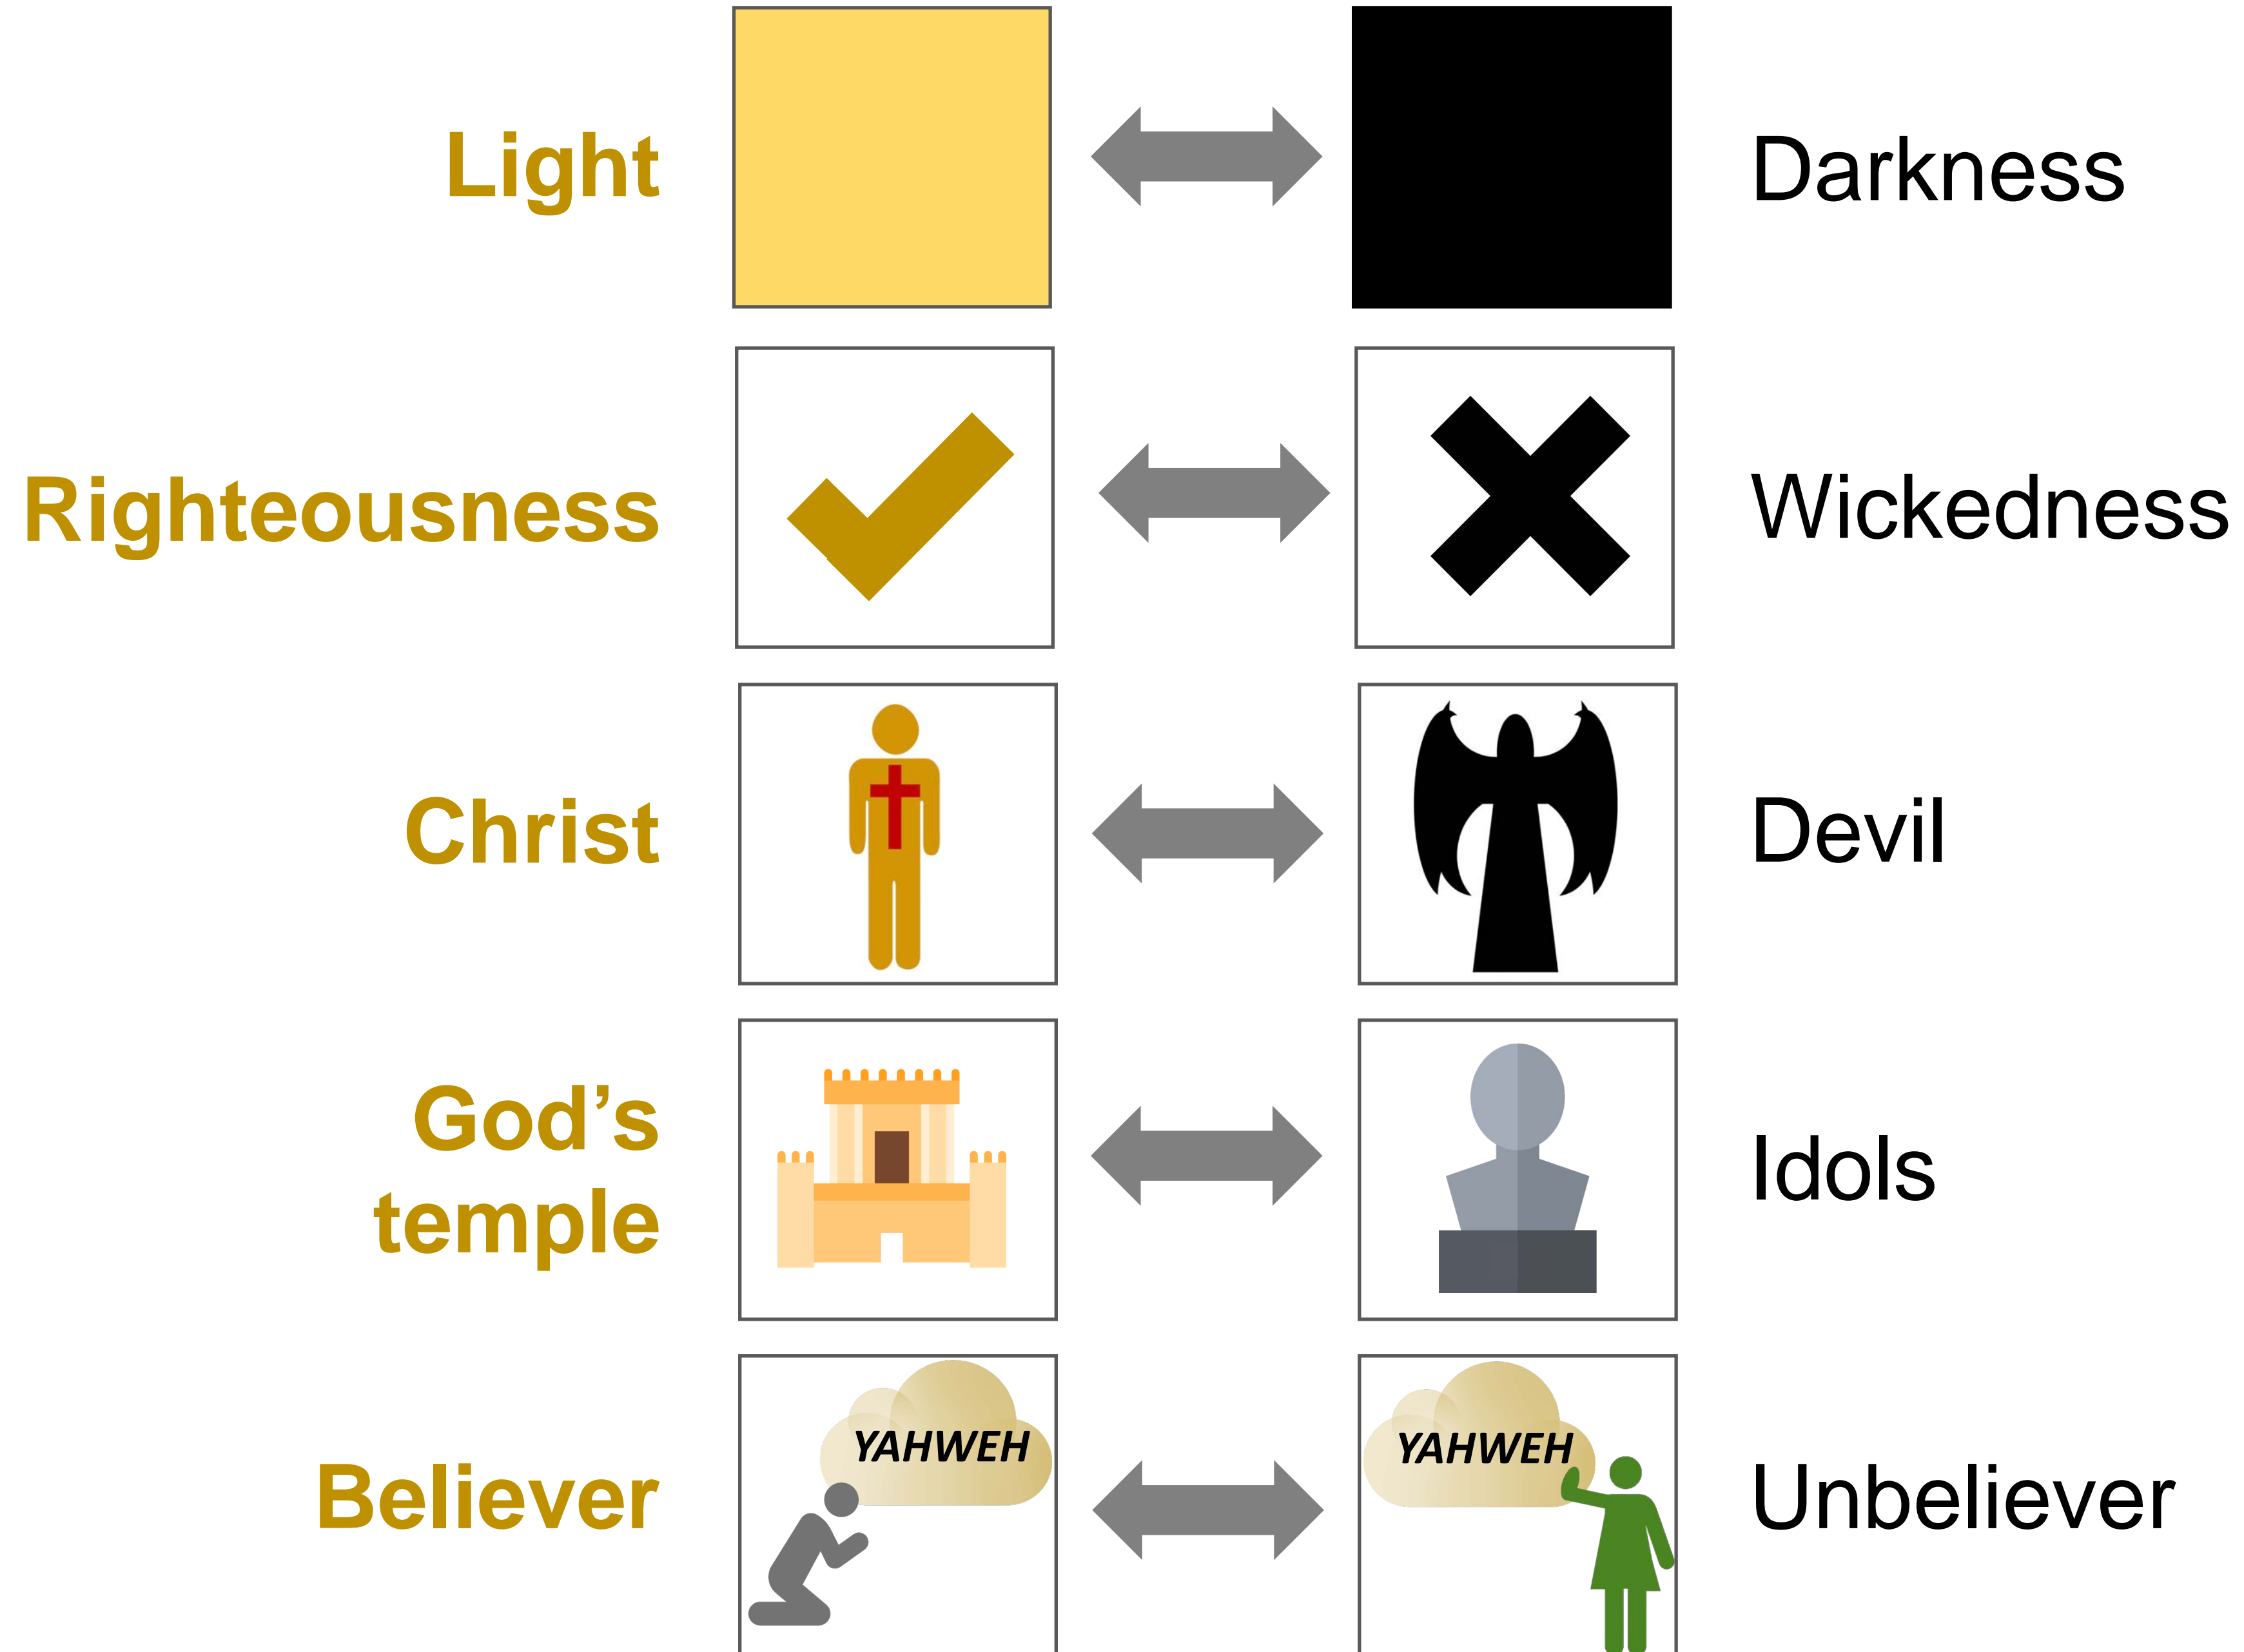 Light
Darkness
Righteousness
Wickedness
Christ
Devil
God’s
temple
Idols
YAHWEH
YAHWEH
Believer
Unbeliever